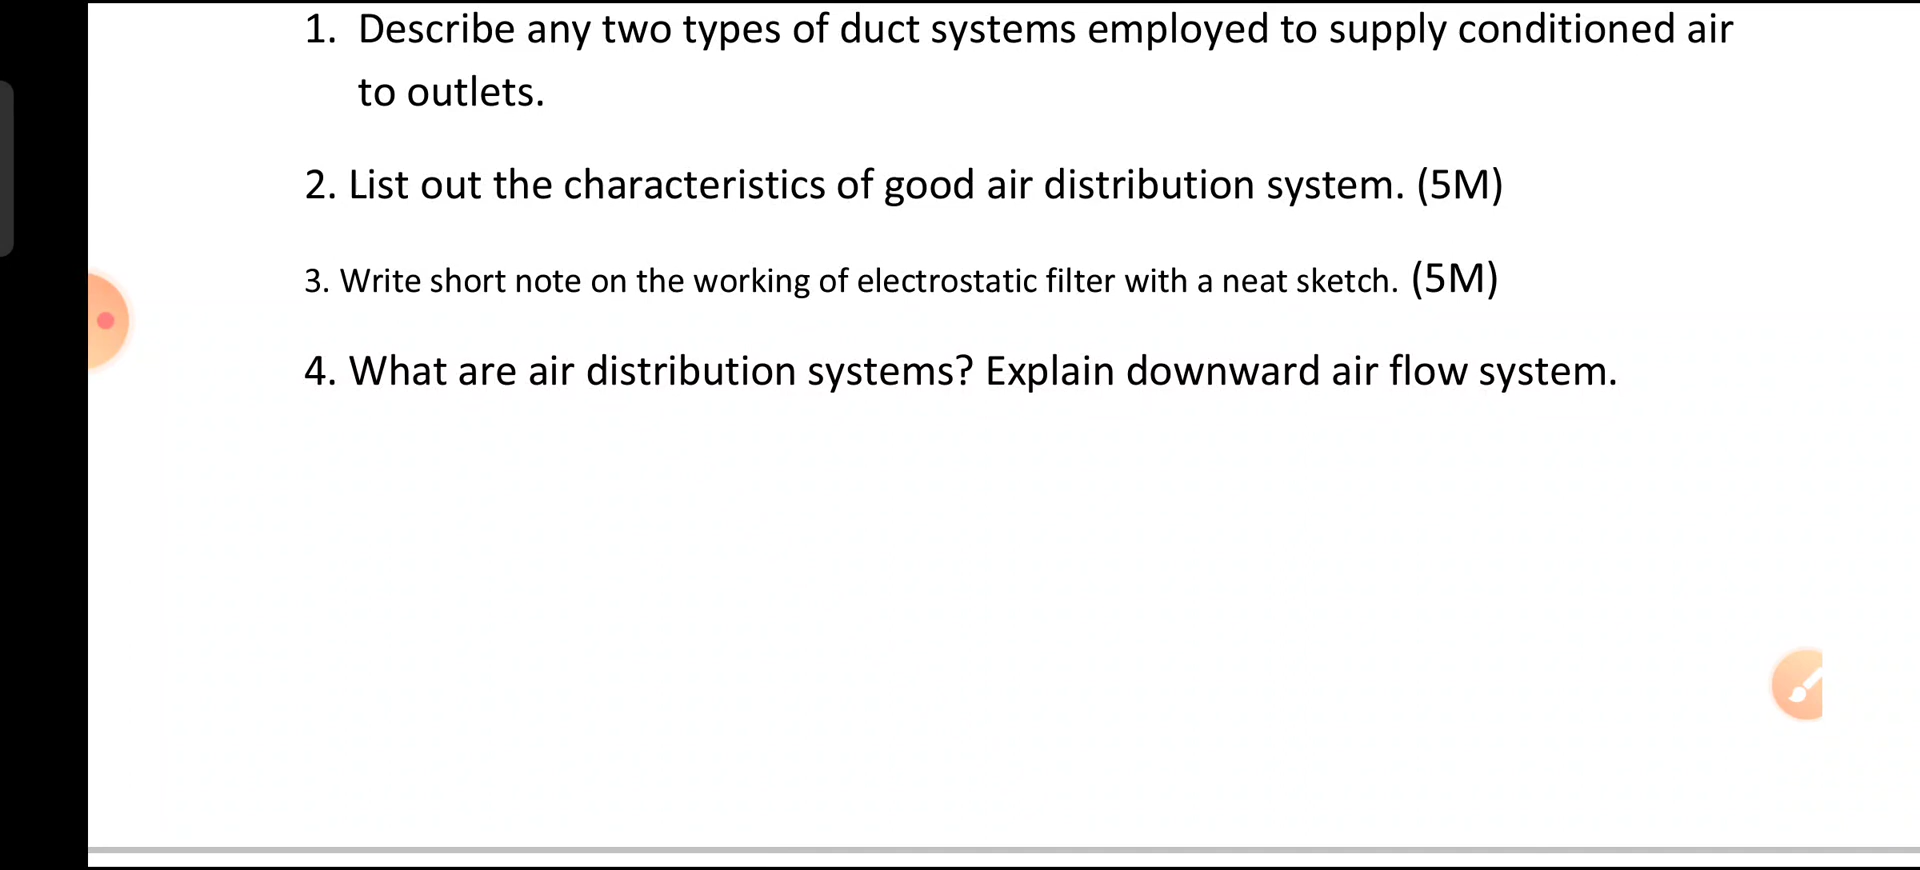 1. Describe any two types of duct systems employed to supply conditioned air
to outlets.
2. List out the characteristics of good air distribution system. (5M)
3. Write short note on the working of electrostatic filter with a neat sketch. (5M)
4. What are air distribution systems? Explain downward air flow system.